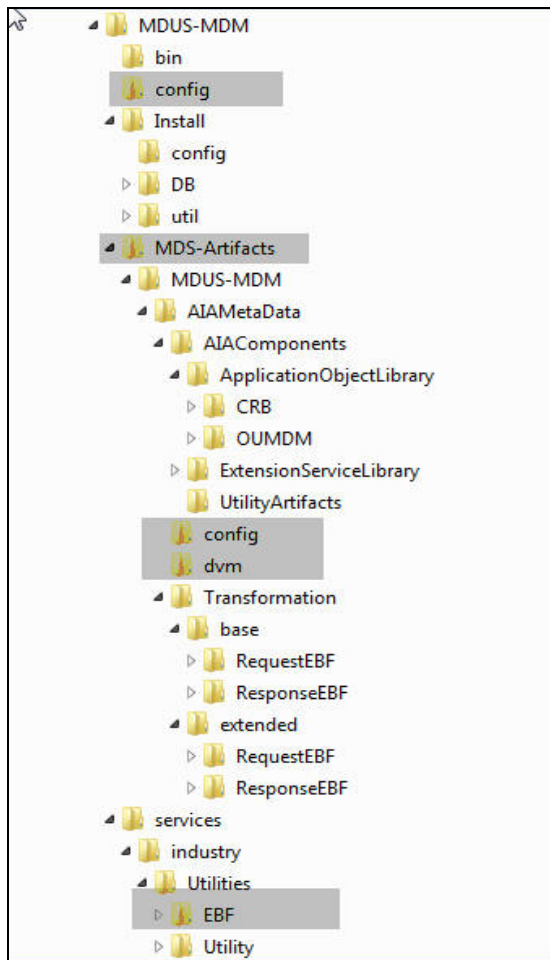 MDUS-MDM
bin
config
Install
config
DB
util
MDS-Artifacts
MDUS-MDM
AIAMetaData
AIAComponents
ApplicationObjectLibrary
CRB
OUMDM
ExtensionServiceLibrary
UtilityArtifacts
config
dvm
Transformation
base
RequestEBF
ResponseEBF
extended
RequestEBF
ResponseEBF
services
industry
Utilities
EBF
Utility